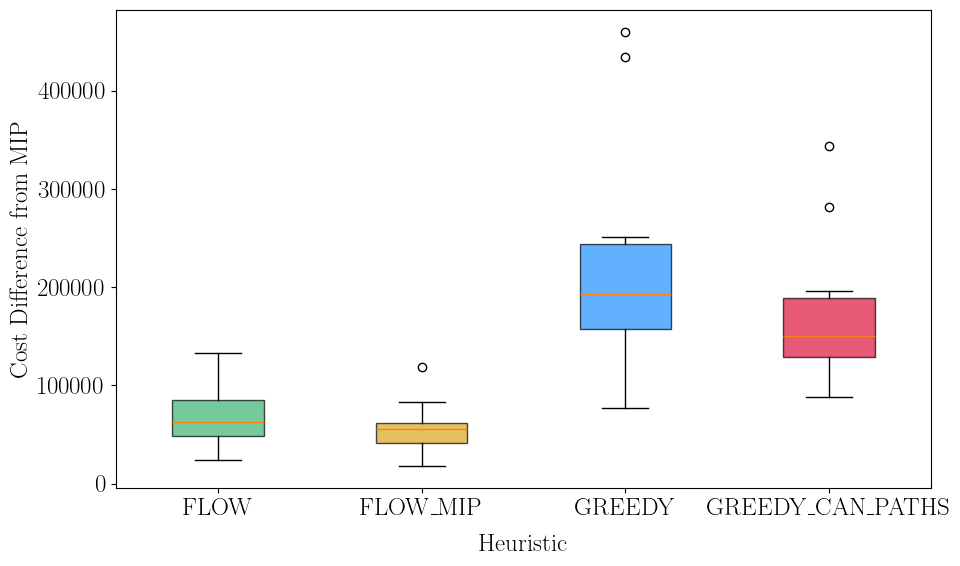 Cost Difference from MIP
400000
300000
200000
100000
0
FLOW
FLOW_MIP
GREEDY
GREEDY_CAN_PATHS
Heuristic